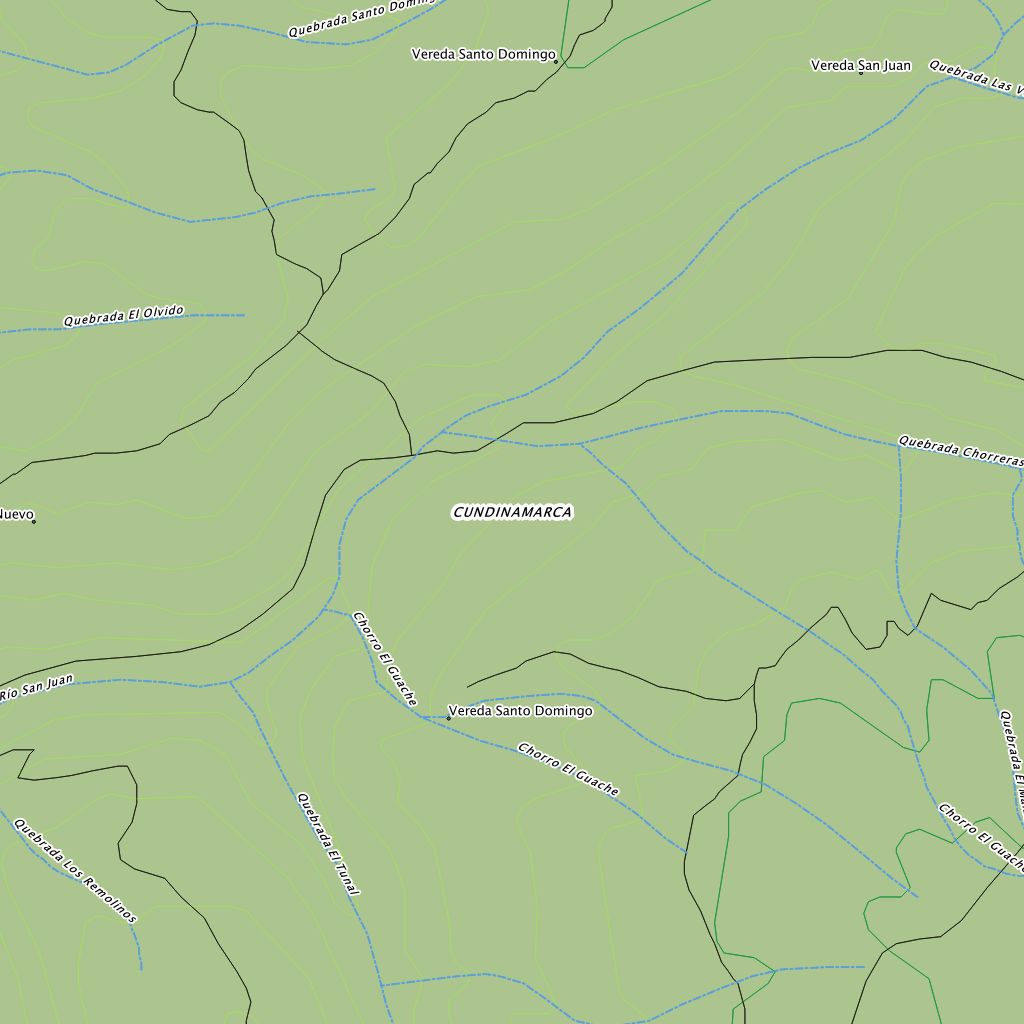 Quebrada Santo
Vereda Santo Domingo
Vereda San Juan
Quebrada Las
Quebrada El Olvido
Quebrada Chorreras
CUNDINAMARCA
Nuevo
Chorro El Guache
Río San Juan
Vereda Santo Domingo
Chorro El Guache
Quebrada El
Quebrada El Tunal
Chorro El Guache
Quebrada Los Remolinos